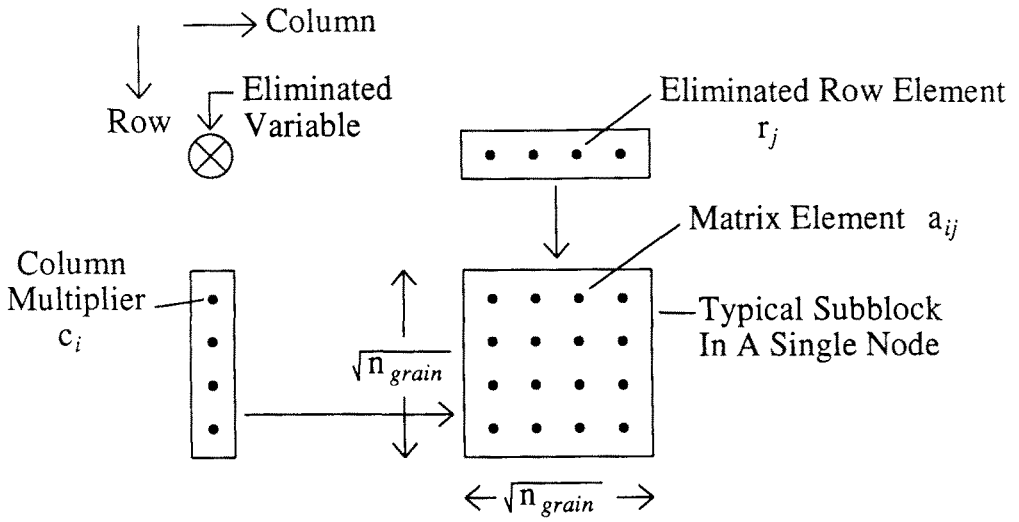 Column
Row
Eliminated
Variable
Eliminated Row Element
r_j
Matrix Element a_ij
Column
Multiplier
c_i
√n_grain
Typical Subblock
In A Single Node
√n_grain